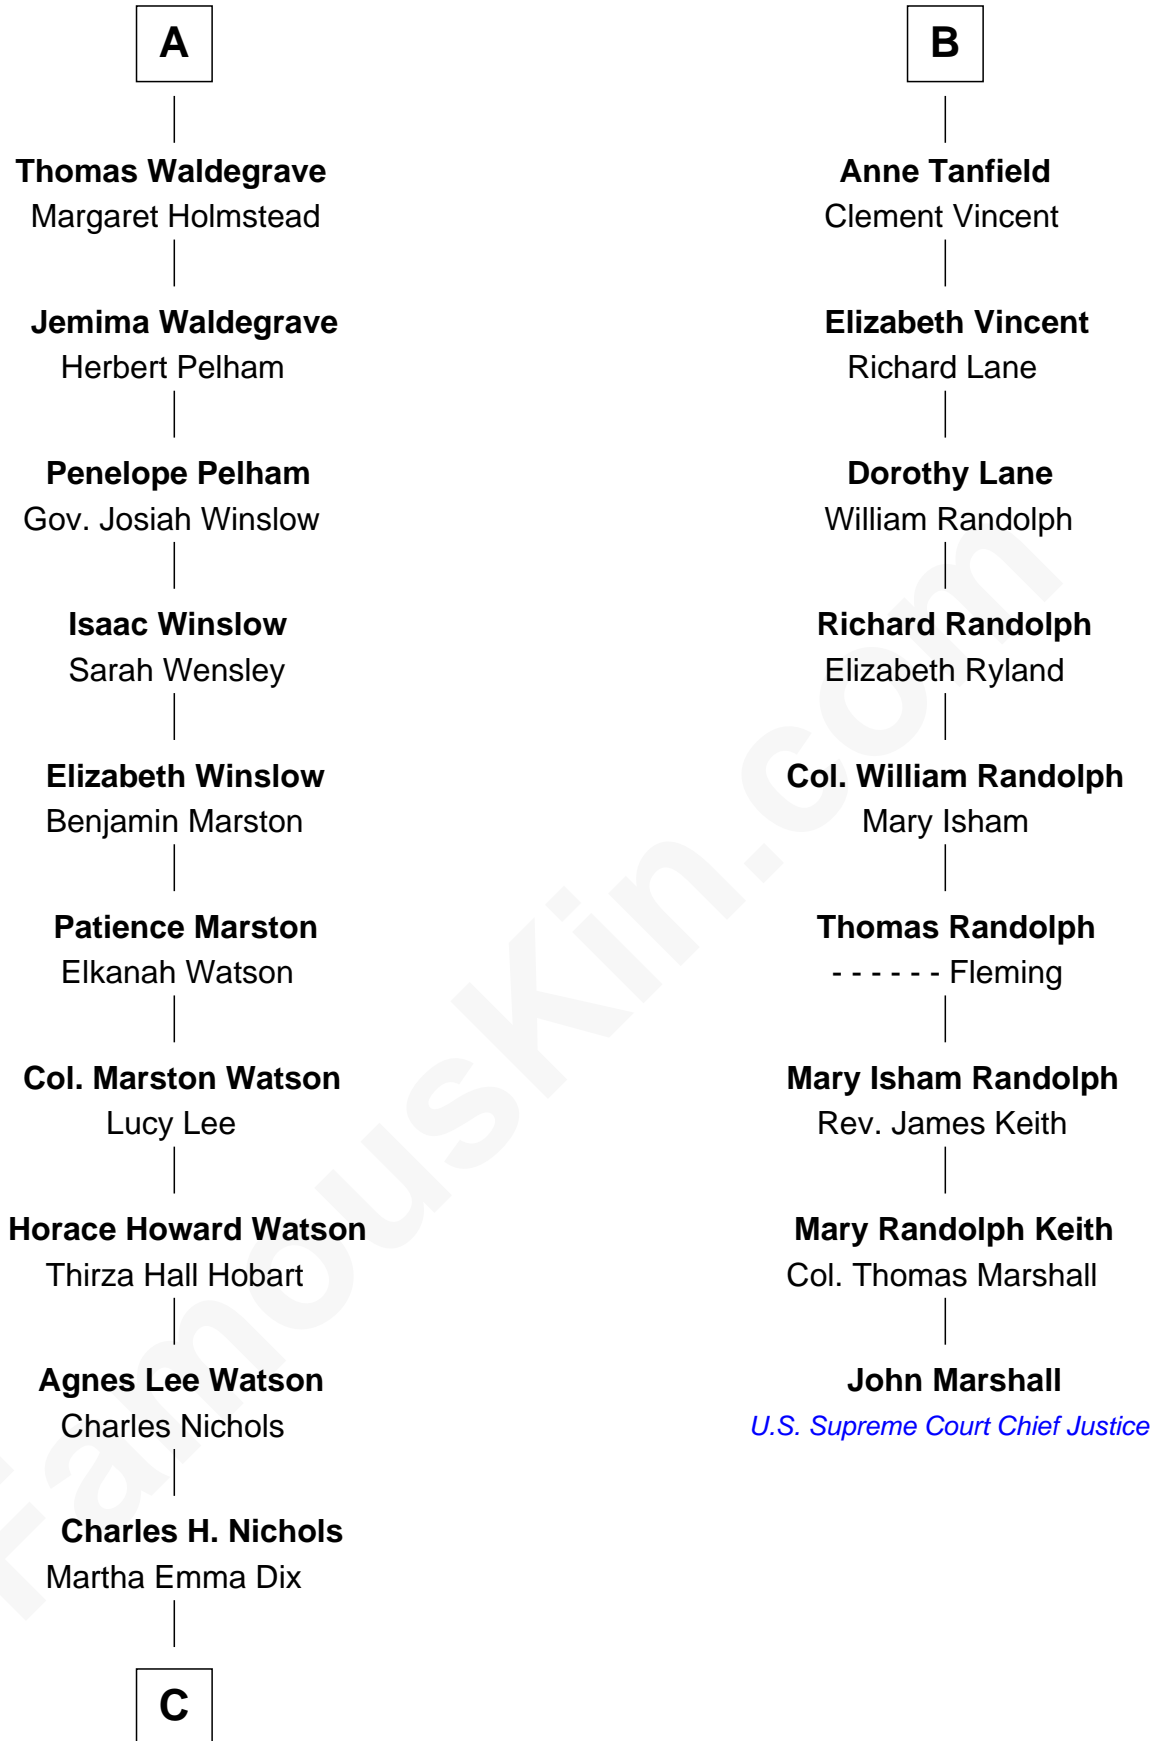 A
Thomas Waldegrave
Margaret Holmstead
Jemima Waldegrave
Herbert Pelham
Penelope Pelham
Gov. Josiah Winslow
Isaac Winslow
Sarah Wensley
Elizabeth Winslow
Benjamin Marston
Patience Marston
Elkanah Watson
Col. Marston Watson
Lucy Lee
Horace Howard Watson
Thirza Hall Hobart
Agnes Lee Watson
Charles Nichols
Charles H. Nichols
Martha Emma Dix
C
B
Anne Tanfield
Clement Vincent
Elizabeth Vincent
Richard Lane
Dorothy Lane
William Randolph
Richard Randolph
Elizabeth Ryland
Col. William Randolph
Mary Isham
Thomas Randolph
- - - - - - Fleming
Mary Isham Randolph
Rev. James Keith
Mary Randolph Keith
Col. Thomas Marshall
John Marshall
U.S. Supreme Court Chief Justice
FamousKin.com